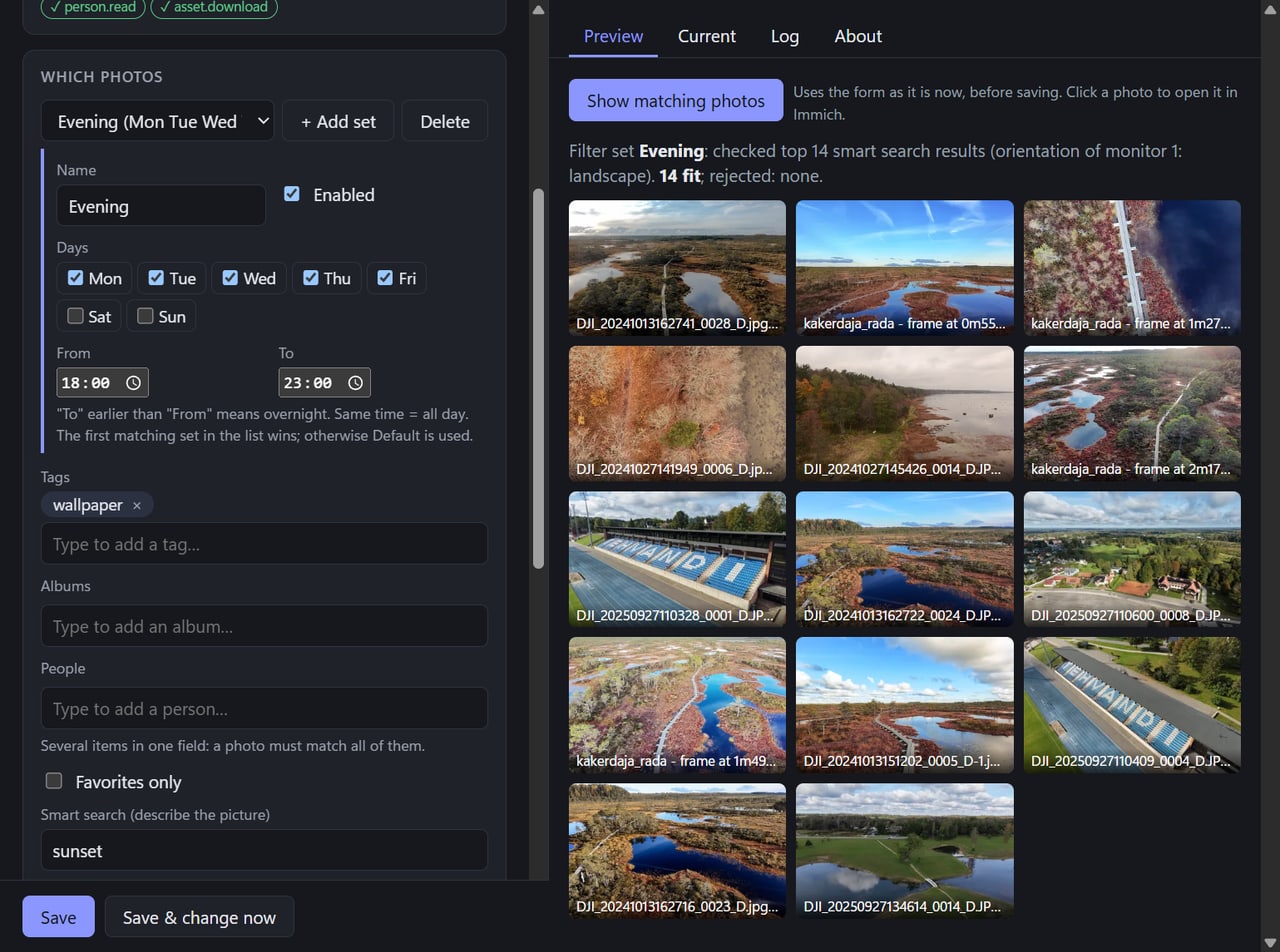 ✓ person.read ✓ asset.download
WHICH PHOTOS
Evening (Mon Tue Wed
+ Add set
Delete
Name
Evening
Enabled
Days
Mon Tue Wed Thu Fri
Sat Sun
From To
18:00 23:00
"To" earlier than "From" means overnight. Same time = all day.
The first matching set in the list wins; otherwise Default is used.
Tags
wallpaper ×
Type to add a tag...
Albums
Type to add an album...
People
Type to add a person...
Several items in one field: a photo must match all of them.
Favorites only
Smart search (describe the picture)
sunset
Save
Save & change now
Preview Current Log About
Show matching photos
Uses the form as it is now, before saving. Click a photo to open it in
Immich.
Filter set Evening: checked top 14 smart search results (orientation of monitor 1:
landscape). 14 fit; rejected: none.
DJI_20241013162741_0028_D.jpg...
kakerdaja_rada - frame at 0m55...
kakerdaja_rada - frame at 1m27...
DJI_20241027141949_0006_D.jp...
DJI_20241027145426_0014_D.JP...
kakerdaja_rada - frame at 2m17...
EHVANDI
DJI_20250927110328_0001_D.JP...
DJI_20241013162722_0024_D.JP...
DJI_20250927110600_0008_D.JP...
kakerdaja_rada - frame at 1m49...
DJI_20241013151202_0005_D-1.j...
TEHVANDI
DJI_20250927110409_0004_D.JP...
DJI_20241013162716_0023_D.jpg...
DJI_20250927134614_0014_D.JP...